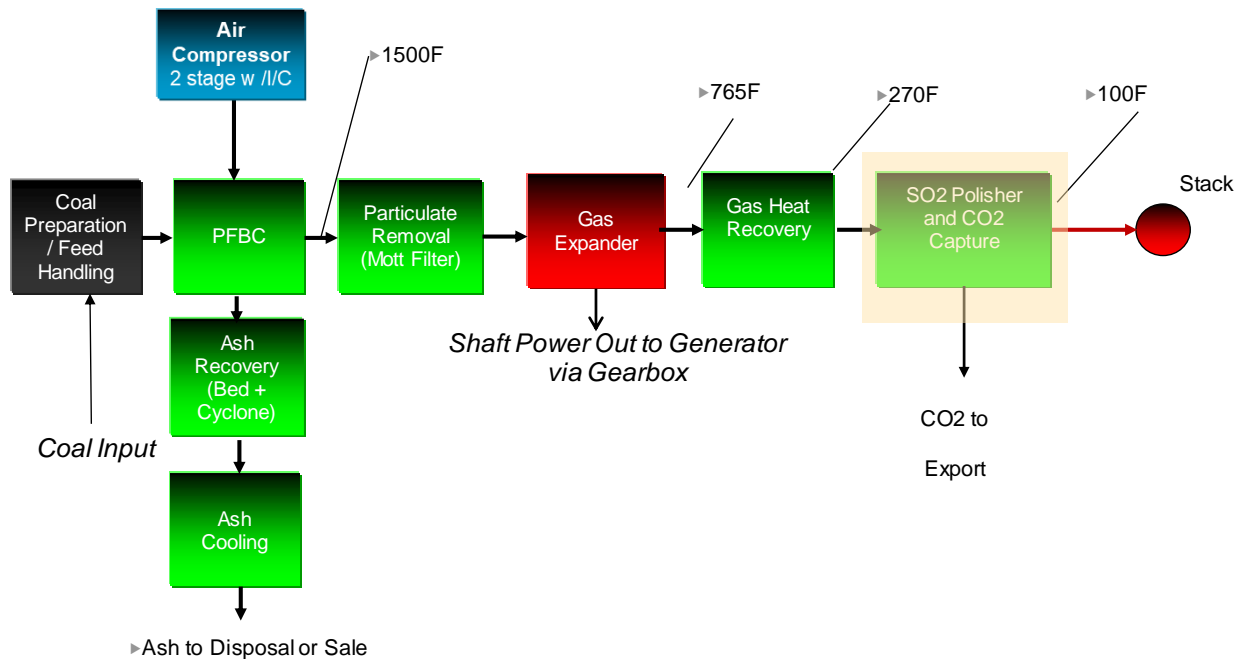 Air
Compressor
2 stage w /I/C
1500F
765F
270F
100F
Coal
Preparation
/ Feed
Handling
PFBC
Particulate
Removal
(Mott Filter)
Gas
Expander
Gas Heat
Recovery
SO2 Polisher
and CO2
Capture
Stack
Ash
Recovery
(Bed +
Cyclone)
Shaft Power Out to Generator
via Gearbox
Coal Input
CO2 to
Export
Ash
Cooling
Ash to Disposal or Sale